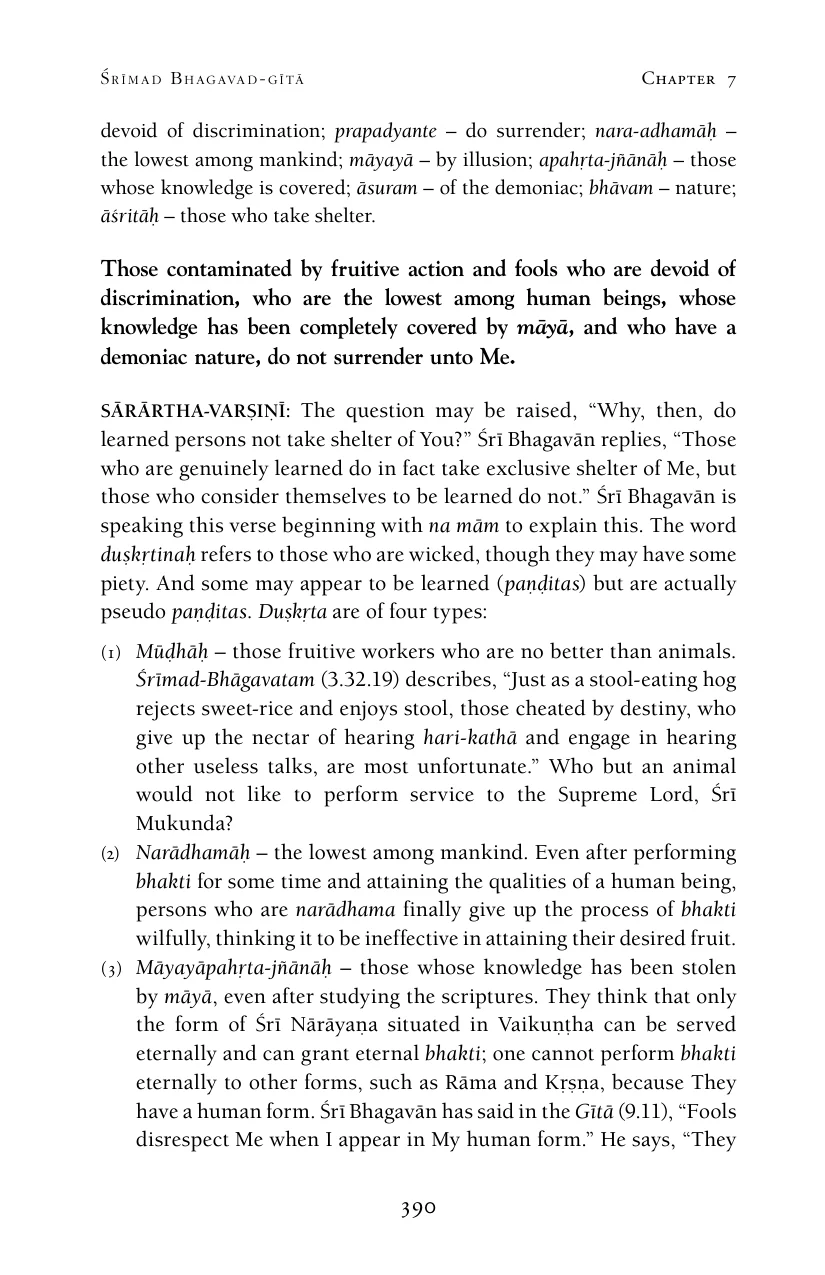 Śrīmad Bhagavad-gītā Chapter 7
devoid of discrimination; prapadyante – do surrender; nara-adhamāḥ –
the lowest among mankind; māyayā – by illusion; apahṛta-jñānāḥ – those
whose knowledge is covered; āsuram – of the demoniac; bhāvam – nature;
āśritāḥ – those who take shelter.
Those contaminated by fruitive action and fools who are devoid of
discrimination, who are the lowest among human beings, whose
knowledge has been completely covered by māyā, and who have a
demoniac nature, do not surrender unto Me.
SĀRĀRTHA-VARṢIṆĪ: The question may be raised, “Why, then, do
learned persons not take shelter of You?” Śrī Bhagavān replies, “Those
who are genuinely learned do in fact take exclusive shelter of Me, but
those who consider themselves to be learned do not.” Śrī Bhagavān is
speaking this verse beginning with na mām to explain this. The word
duṣkṛtinaḥ refers to those who are wicked, though they may have some
piety. And some may appear to be learned (paṇḍitas) but are actually
pseudo paṇḍitas. Duṣkṛta are of four types:
(1) Mūḍhāḥ – those fruitive workers who are no better than animals.
Śrīmad-Bhāgavatam (3.32.19) describes, “Just as a stool-eating hog
rejects sweet-rice and enjoys stool, those cheated by destiny, who
give up the nectar of hearing hari-kathā and engage in hearing
other useless talks, are most unfortunate.” Who but an animal
would not like to perform service to the Supreme Lord, Śrī
Mukunda?
(2) Narādhamāḥ – the lowest among mankind. Even after performing
bhakti for some time and attaining the qualities of a human being,
persons who are narādhama finally give up the process of bhakti
wilfully, thinking it to be ineffective in attaining their desired fruit.
(3) Māyayāpahṛta-jñānāḥ – those whose knowledge has been stolen
by māyā, even after studying the scriptures. They think that only
the form of Śrī Nārāyaṇa situated in Vaikuṇṭha can be served
eternally and can grant eternal bhakti; one cannot perform bhakti
eternally to other forms, such as Rāma and Kṛṣṇa, because They
have a human form. Śrī Bhagavān has said in the Gītā (9.11), “Fools
disrespect Me when I appear in My human form.” He says, “They
390